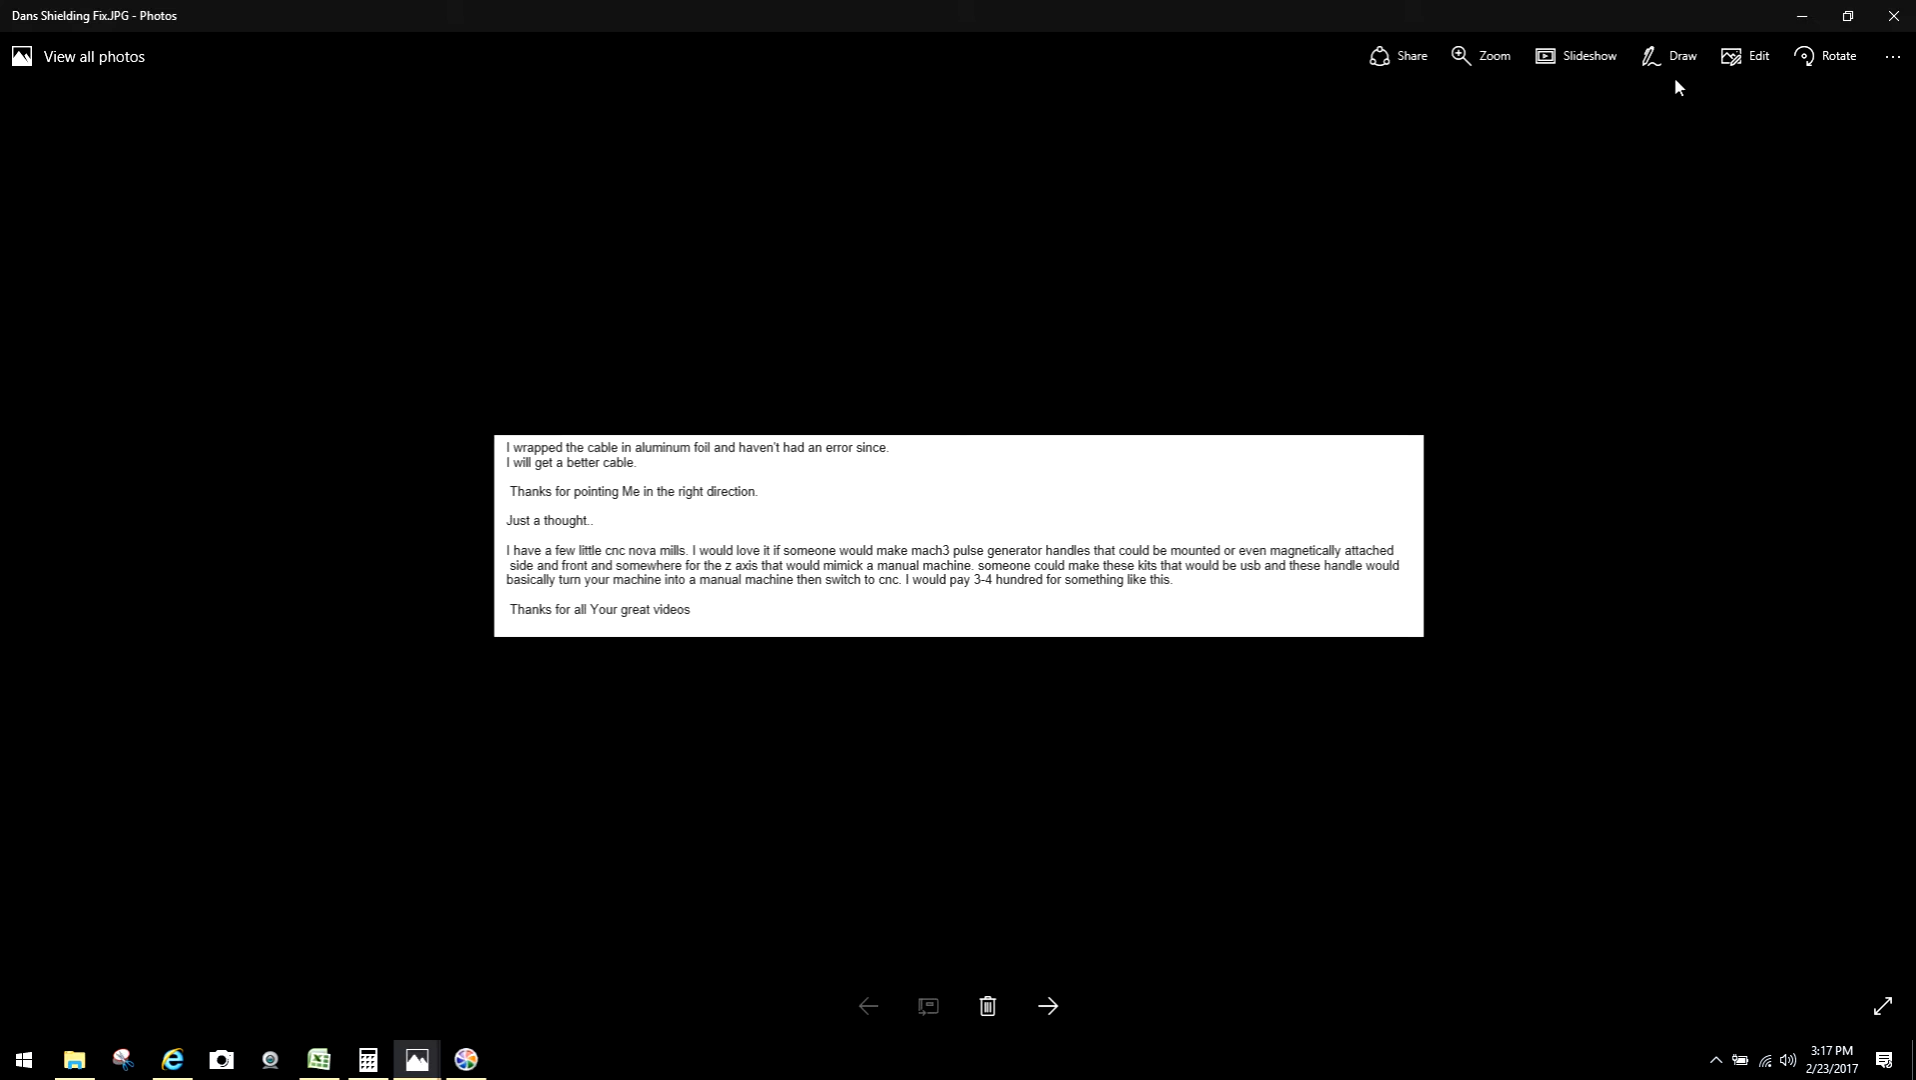 Dans Shielding Fix.JPG - Photos
View all photos
Share
Zoom
Slideshow
Draw
Edit
Rotate
I wrapped the cable in aluminum foil and haven't had an error since.
I will get a better cable.
Thanks for pointing Me in the right direction.
Just a thought..
I have a few little cnc nova mills. I would love it if someone would make mach3 pulse generator handles that could be mounted or even magnetically attached
side and front and somewhere for the z axis that would mimick a manual machine. someone could make these kits that would be usb and these handle would
basically turn your machine into a manual machine then switch to cnc. I would pay 3-4 hundred for something like this.
Thanks for all Your great videos
3:17 PM
2/23/2017